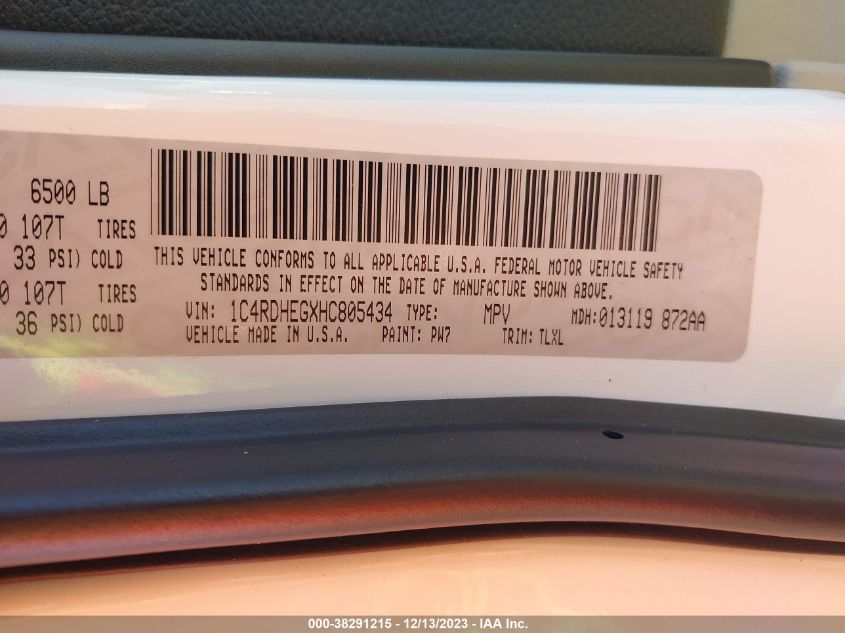 6500 LB
0 107T TIRES
33 PSI) COLD
0 107T TIRES
36 PSI) COLD
THIS VEHICLE CONFORMS TO ALL APPLICABLE U.S.A. FEDERAL MOTOR VEHICLE SAFETY
STANDARDS IN EFFECT ON THE DATE OF MANUFACTURE SHOWN ABOVE.
VIN: 1C4RDHEGXHC805434 TYPE: MPV MDH:013119 872AA
VEHICLE MADE IN U.S.A. PAINT: PW7 TRIM: TLXL
000-38291215 - 12/13/2023 - IAA Inc.